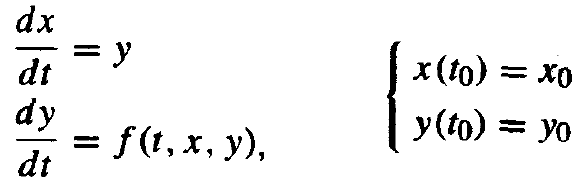 dx/dt = y
dy/dt = f(t, x, y),
x(t₀) = x₀
y(t₀) = y₀